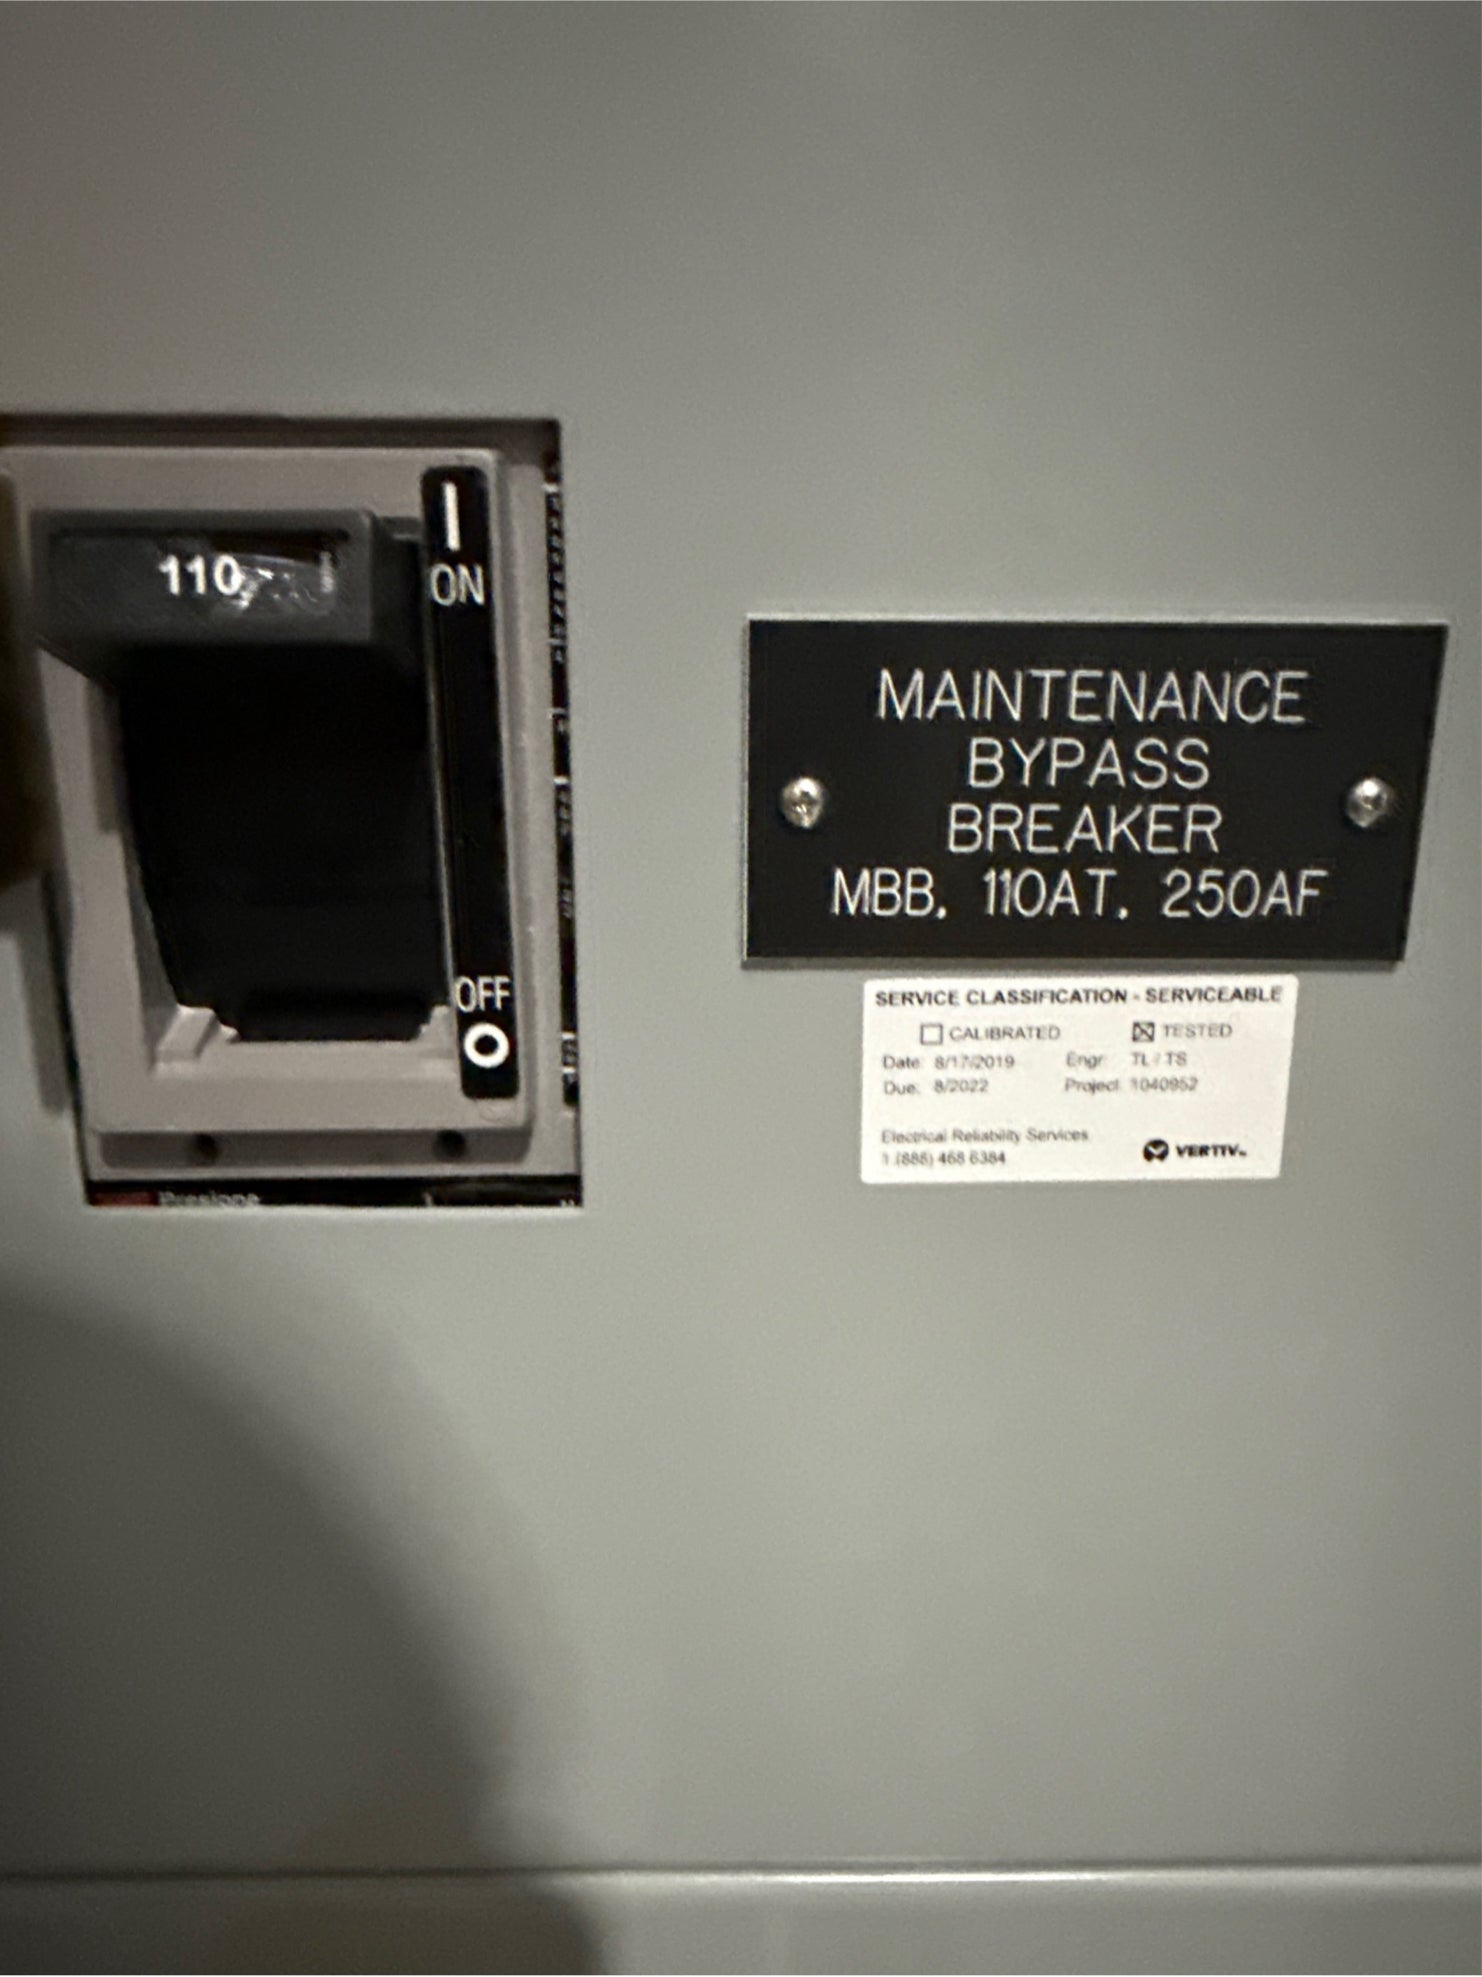 110
ON
OFF
MAINTENANCE
BYPASS
BREAKER
MBB, 110AT, 250AF
SERVICE CLASSIFICATION - SERVICEABLE
CALIBRATED TESTED
Date: 8/17/2019 Engr: TL / TS
Due: 8/2022 Project: 1040952
Electrical Reliability Services
1 (888) 468 6384
VERTIV